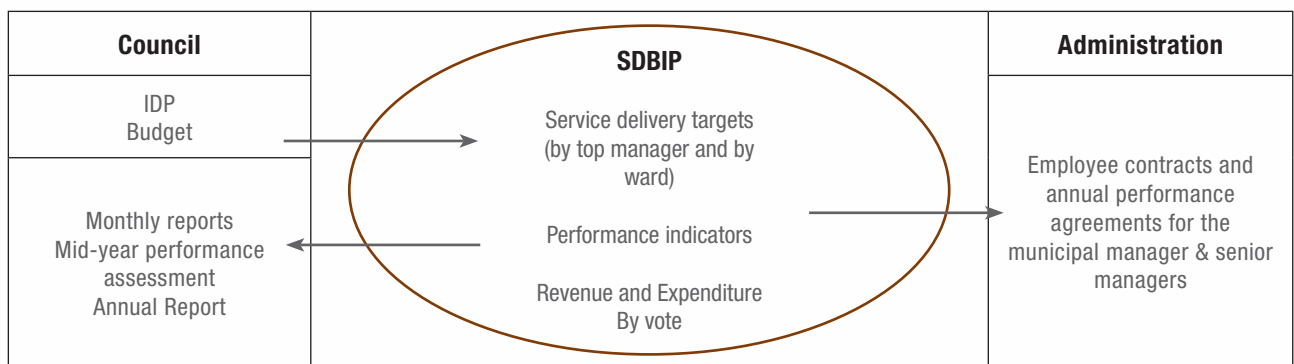 Council
IDP
Budget
Monthly reports
Mid-year performance
assessment
Annual Report
SDBIP
Service delivery targets
(by top manager and by
ward)
Performance indicators
Revenue and Expenditure
By vote
Administration
Employee contracts and
annual performance
agreements for the
municipal manager & senior
managers